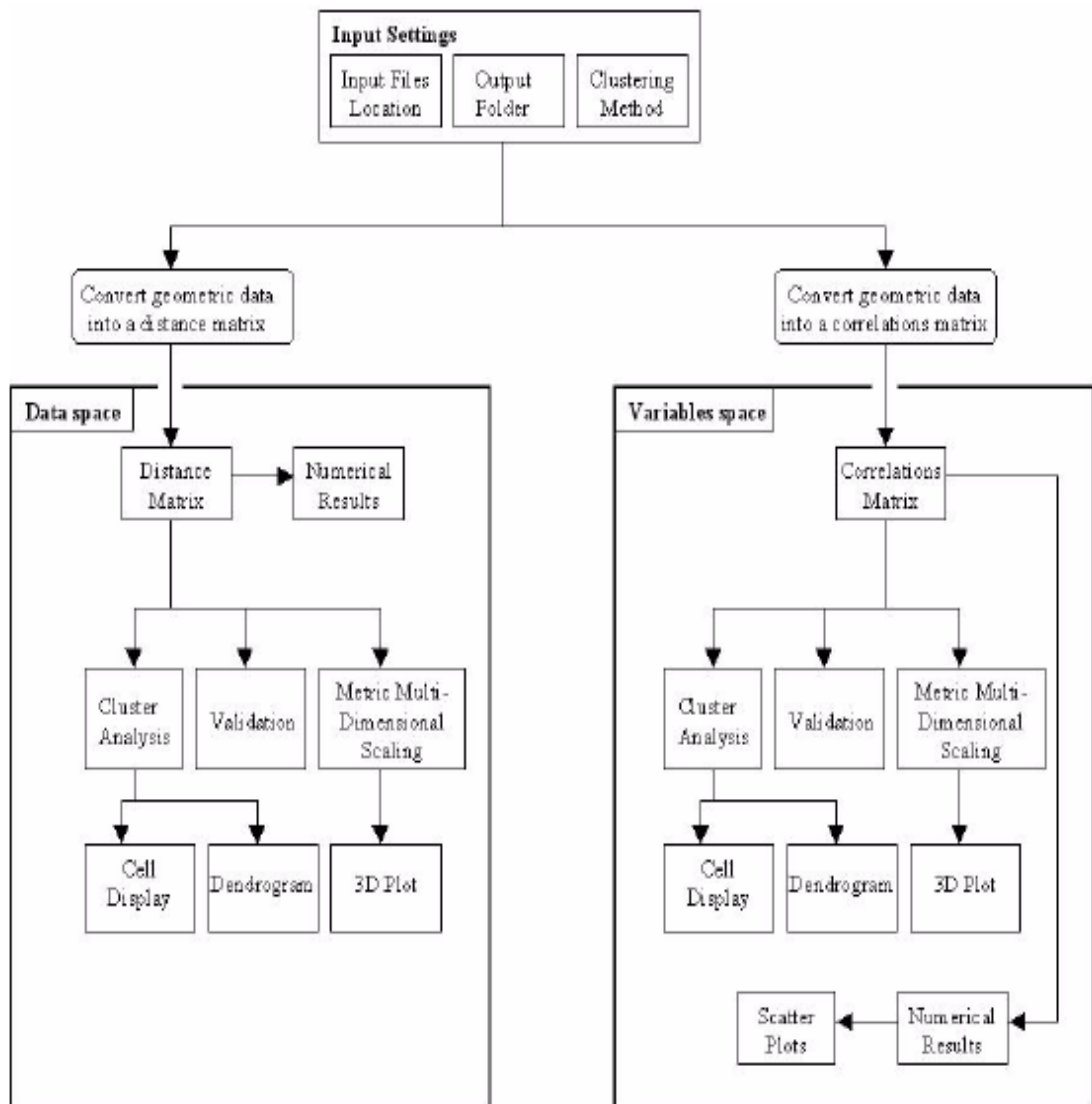 Input Settings
Input Files
Location
Output
Folder
Clustering
Method
Convert geometric data
into a distance matrix
Convert geometric data
into a correlations matrix
Data space
Distance
Matrix
Numerical
Results
Cluster
Analysis
Validation
Metric Multi-
Dimensional
Scaling
Cell
Display
Dendrogram
3D Plot
Variables space
Correlations
Matrix
Cluster
Analysis
Validation
Metric Multi-
Dimensional
Scaling
Cell
Display
Dendrogram
3D Plot
Scatter
Plots
Numerical
Results